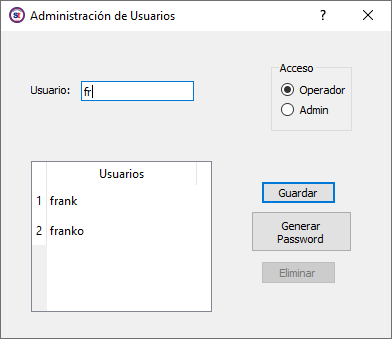 Administración de Usuarios
Acceso
Usuario: fr
Operador
Admin
Usuarios
1 frank
2 franko
Guardar
Generar
Password
Eliminar